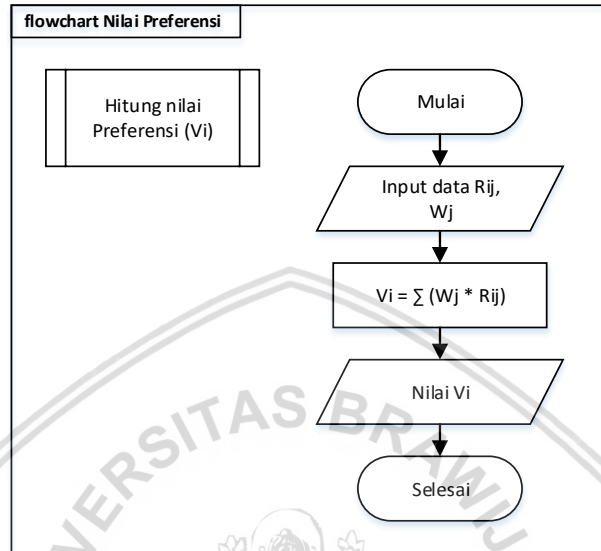 flowchart Nilai Preferensi
Hitung nilai
Preferensi (Vi)
Mulai
Input data Rij,
Wj
Vi = ∑ (Wj * Rij)
Nilai Vi
Selesai
VERSITAS BRAWIJ